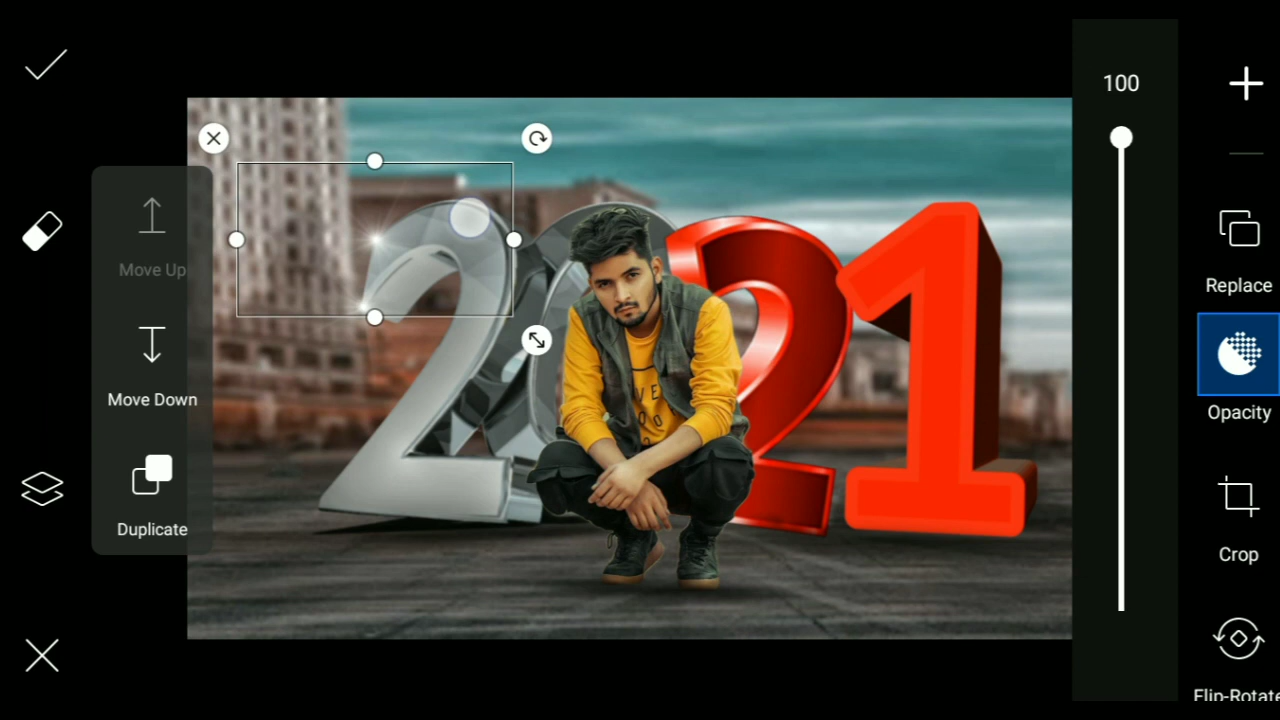 100
Move Up
Move Down
Duplicate
Replace
Opacity
Crop
Flip-Rotate
2021